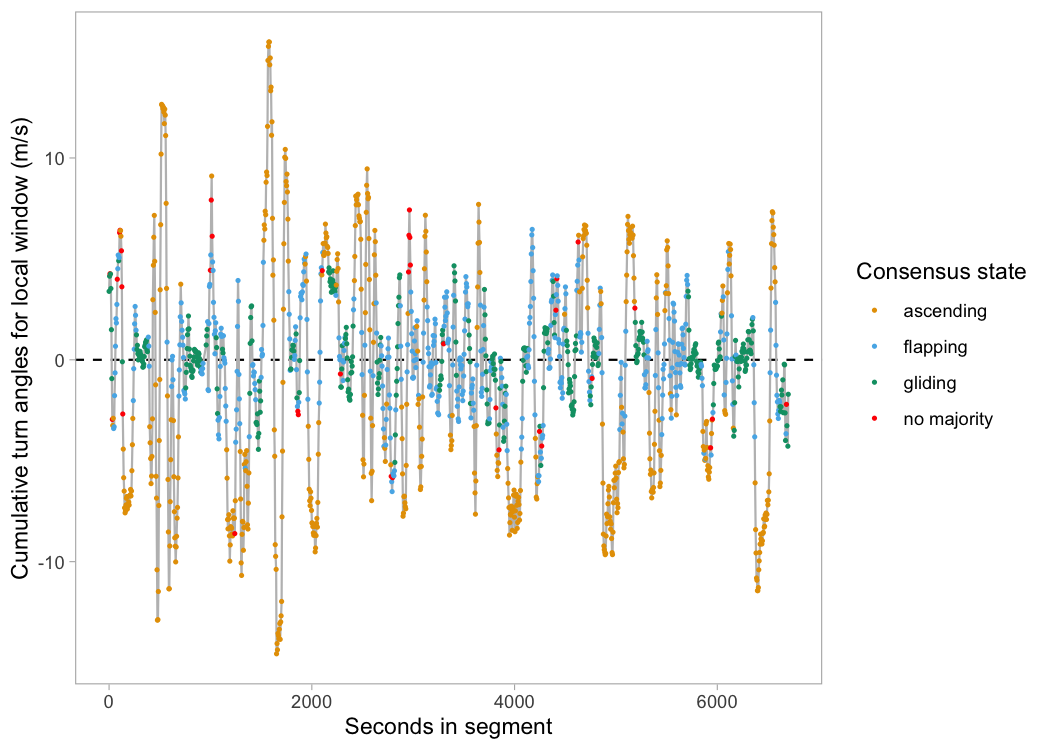 Cumulative turn angles for local window (m/s)
10
0
-10
0
2000
4000
6000
Seconds in segment
Consensus state
ascending
flapping
gliding
no majority